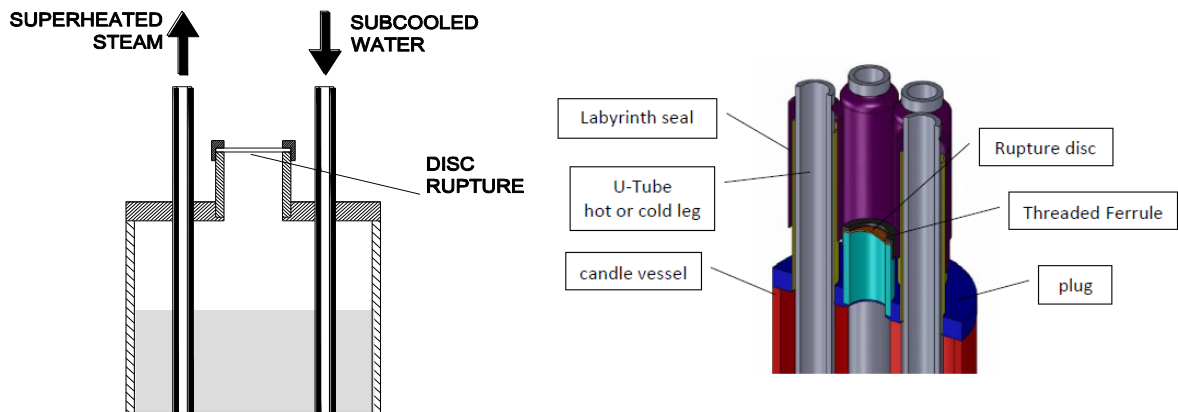 SUPERHEATED
STEAM
SUBCOOLED
WATER
DISC
RUPTURE
Labyrinth seal
U-Tube
hot or cold leg
candle vessel
Rupture disc
Threaded Ferrule
plug